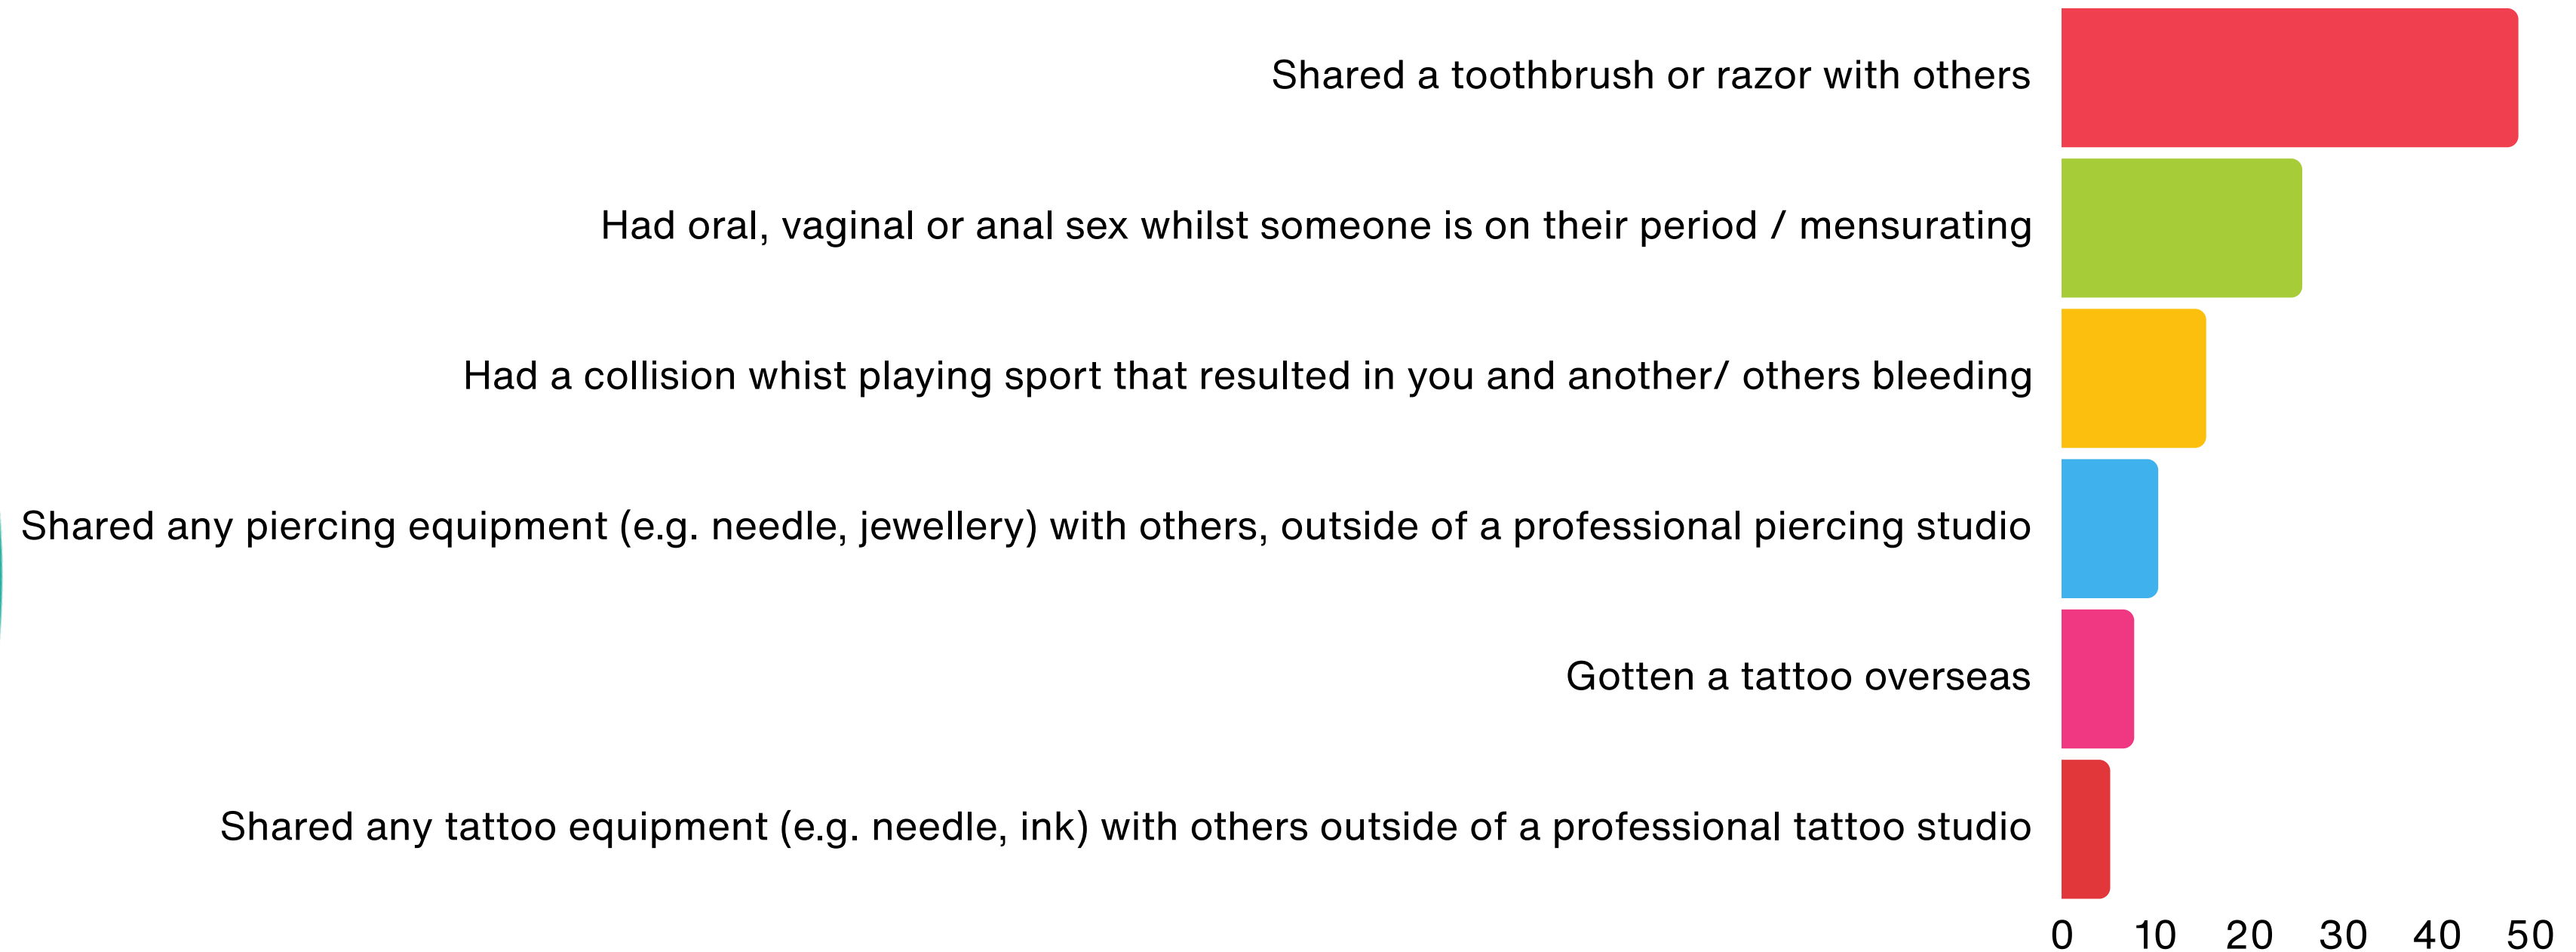 Shared a toothbrush or razor with others
Had oral, vaginal or anal sex whilst someone is on their period / mensurating
Had a collision whist playing sport that resulted in you and another/ others bleeding
Shared any piercing equipment (e.g. needle, jewellery) with others, outside of a professional piercing studio
Gotten a tattoo overseas
Shared any tattoo equipment (e.g. needle, ink) with others outside of a professional tattoo studio
0 10 20 30 40 50